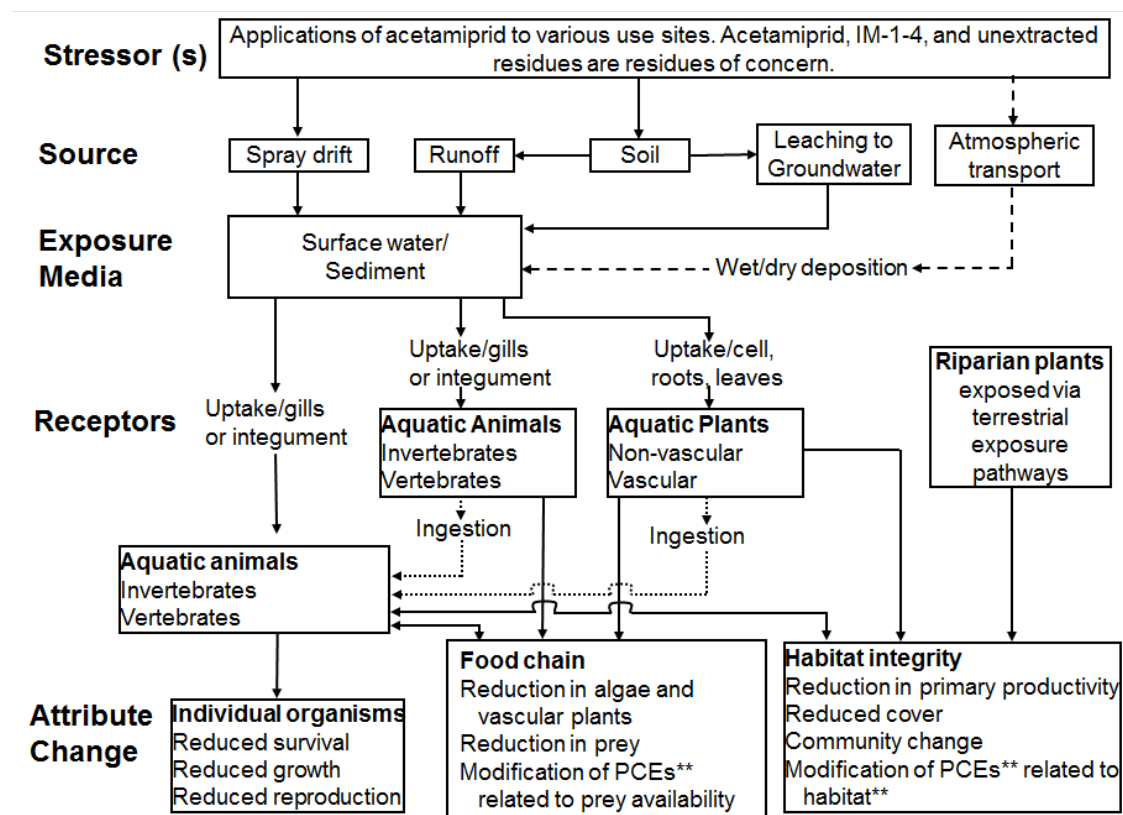 Stressor (s)
Applications of acetamiprid to various use sites. Acetamiprid, IM-1-4, and unextracted
residues are residues of concern.
Source
Spray drift
Runoff
Soil
Leaching to
Groundwater
Atmospheric
transport
Exposure
Media
Surface water/
Sediment
Wet/dry deposition
Receptors
Uptake/gills
or integument
Uptake/gills
or integument
Uptake/cell,
roots, leaves
Riparian plants
exposed via
terrestrial
exposure
pathways
Aquatic Animals
Invertebrates
Vertebrates
Aquatic Plants
Non-vascular
Vascular
Ingestion
Ingestion
Aquatic animals
Invertebrates
Vertebrates
Attribute
Change
Individual organisms
Reduced survival
Reduced growth
Reduced reproduction
Food chain
Reduction in algae and
vascular plants
Reduction in prey
Modification of PCEs**
related to prey availability
Habitat integrity
Reduction in primary productivity
Reduced cover
Community change
Modification of PCEs** related to
habitat**